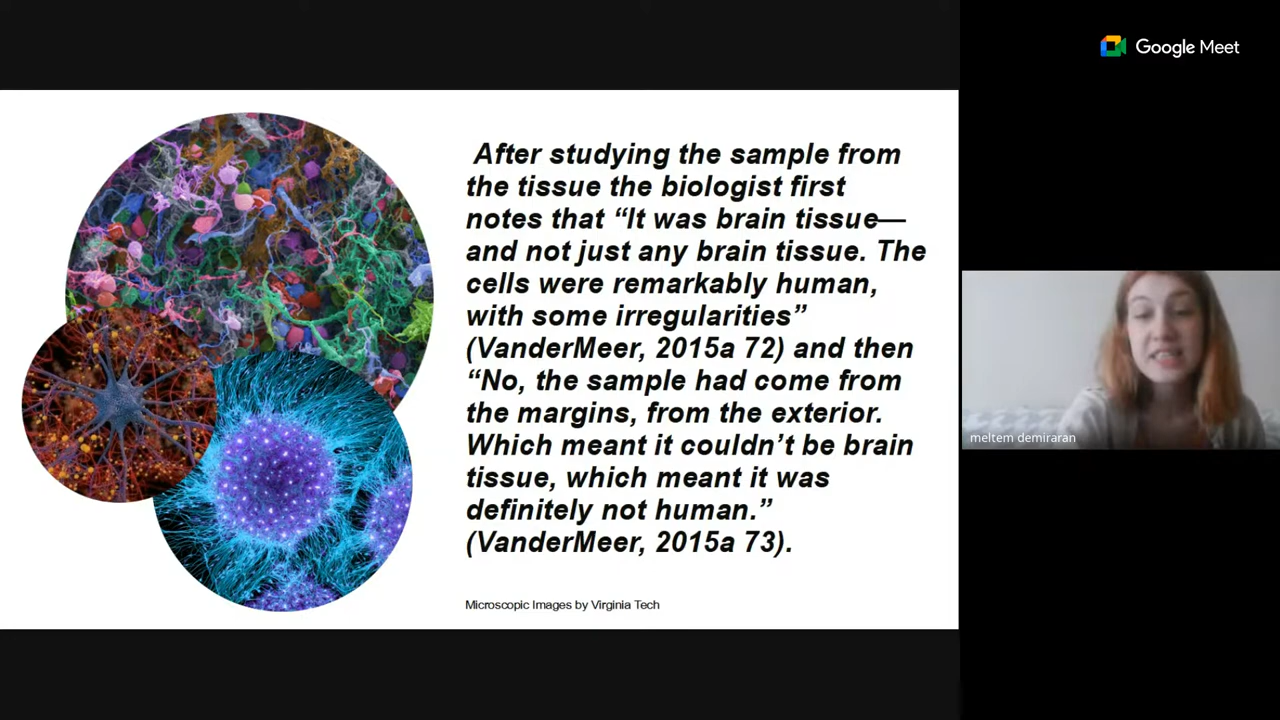 After studying the sample from
the tissue the biologist first
notes that “It was brain tissue—
and not just any brain tissue. The
cells were remarkably human,
with some irregularities”
(VanderMeer, 2015a 72) and then
“No, the sample had come from
the margins, from the exterior.
Which meant it couldn’t be brain
tissue, which meant it was
definitely not human.”
(VanderMeer, 2015a 73).
Microscopic Images by Virginia Tech
Google Meet
meltem demiraran